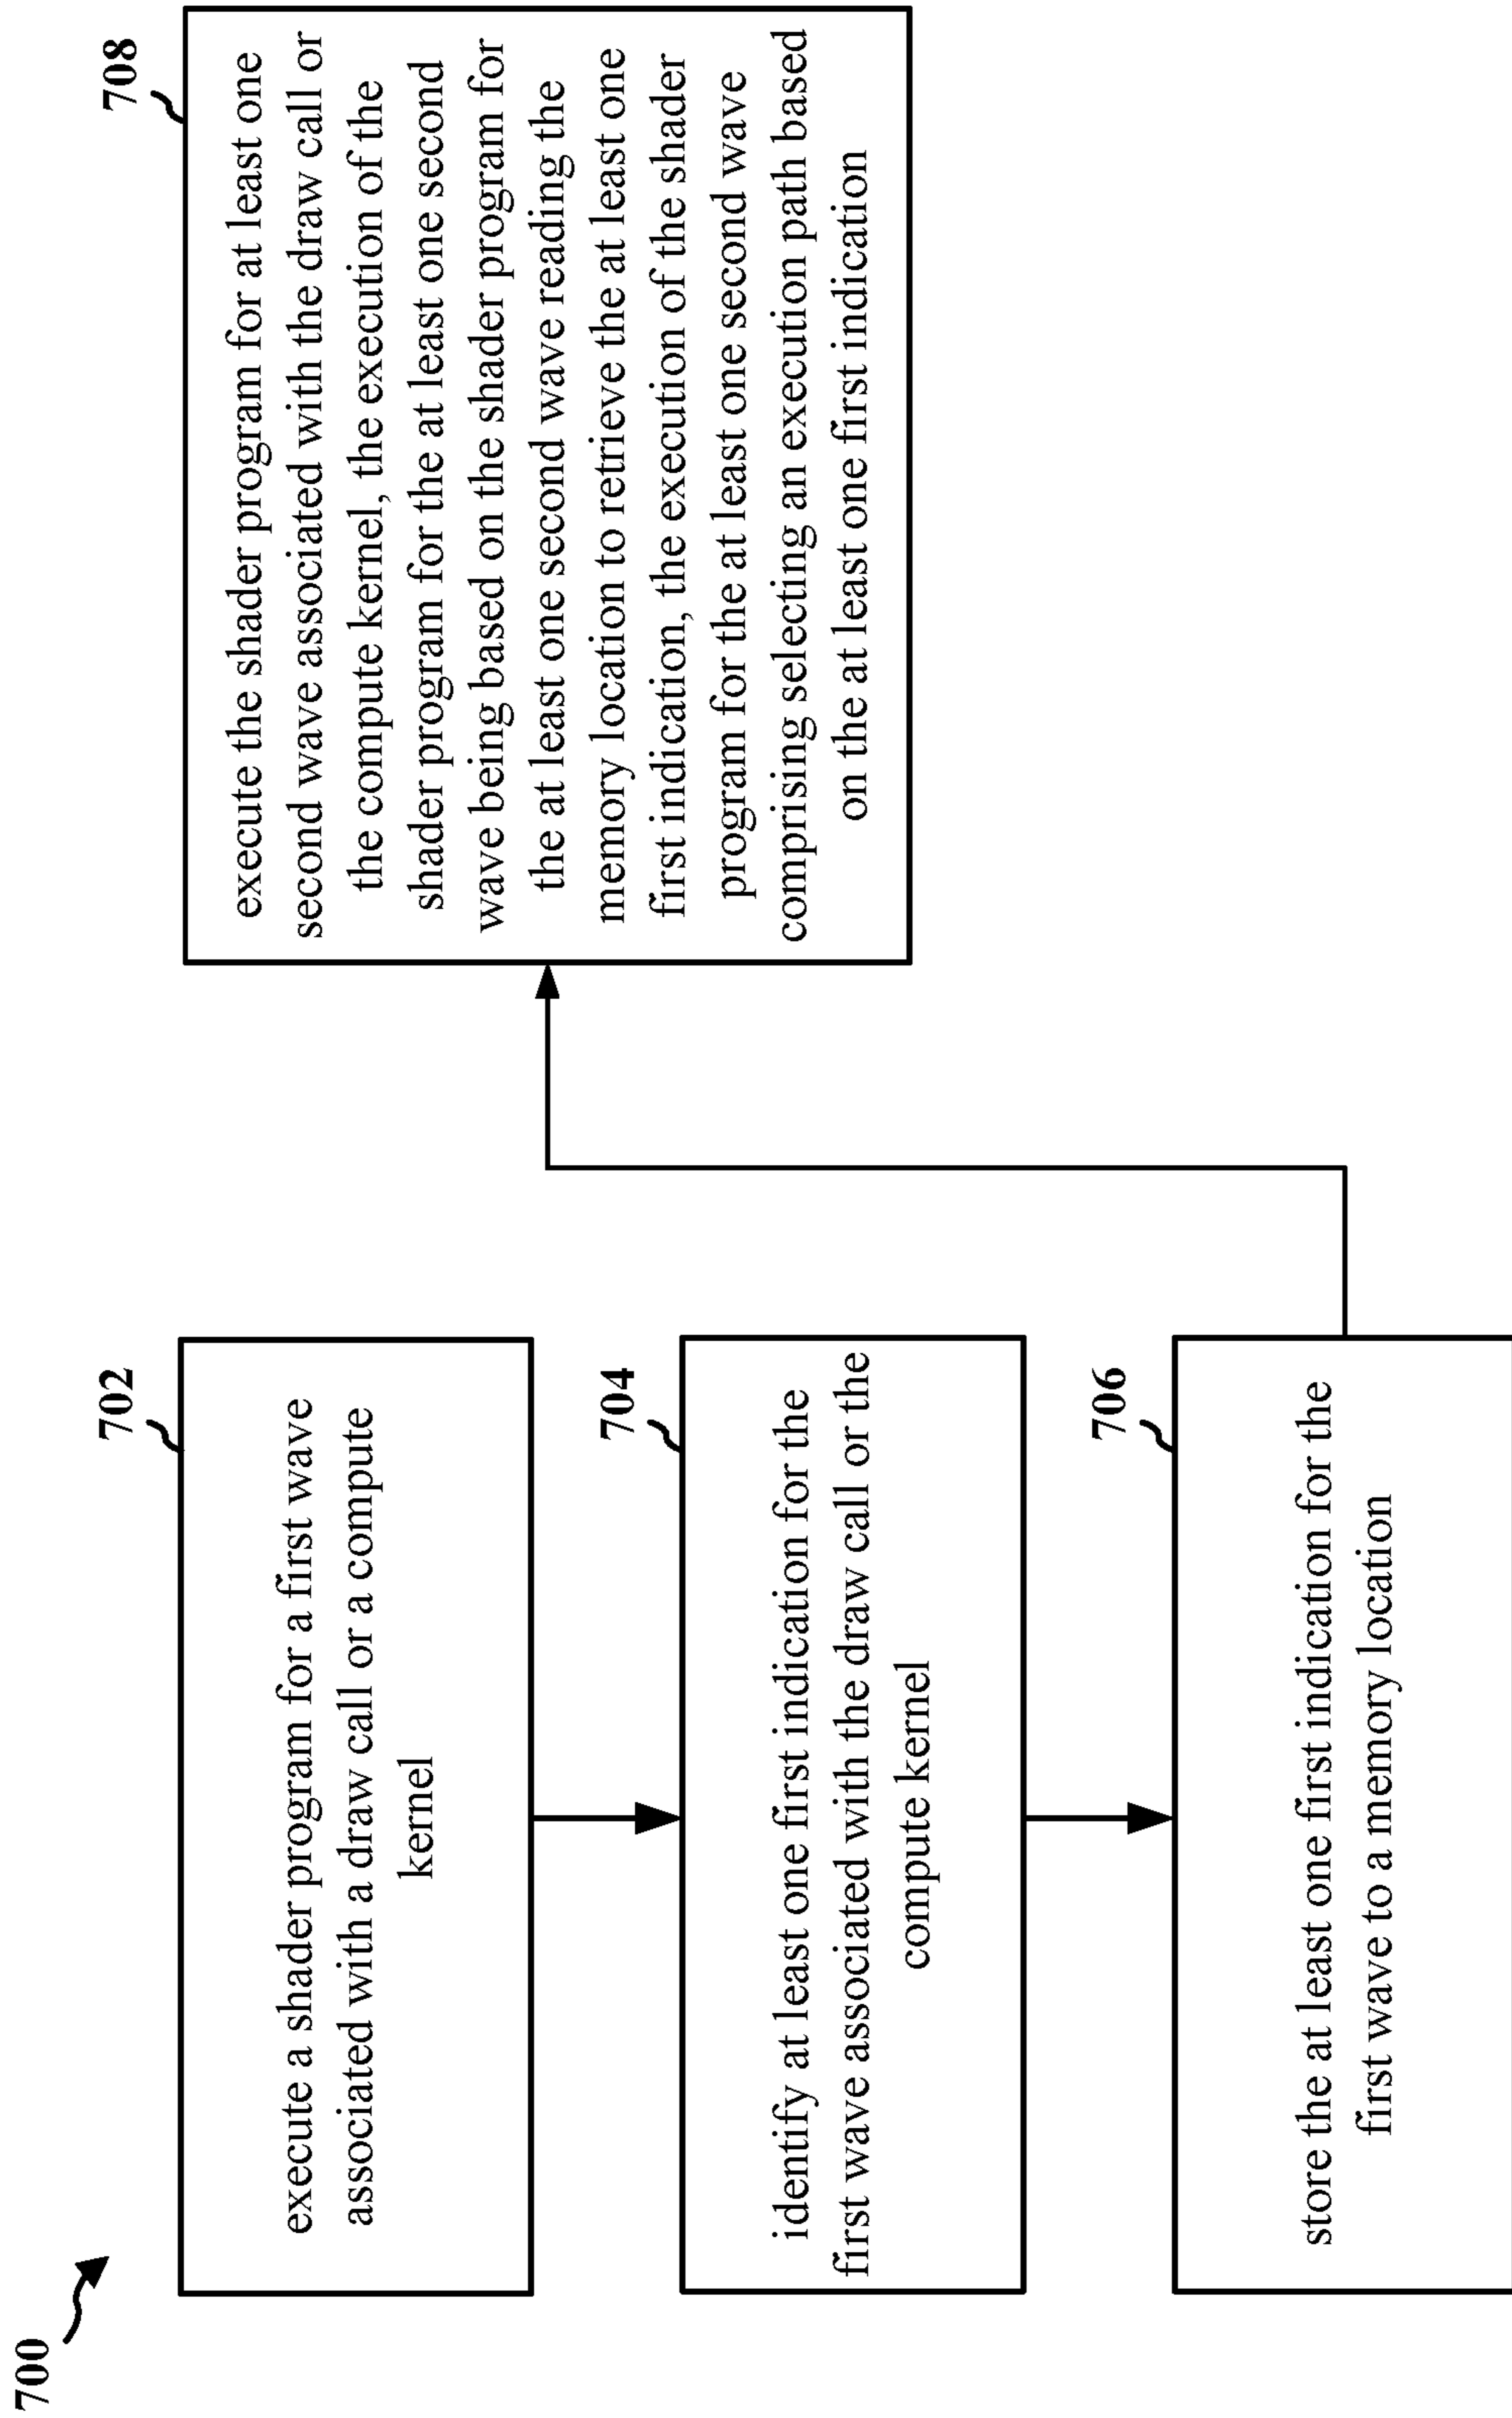 700
702
execute a shader program for a first wave
associated with a draw call or a compute
kernel
704
identify at least one first indication for the
first wave associated with the draw call or the
compute kernel
706
store the at least one first indication for the
first wave to a memory location
708
execute the shader program for at least one
second wave associated with the draw call or
the compute kernel, the execution of the
shader program for the at least one second
wave being based on the shader program for
the at least one second wave reading the
memory location to retrieve the at least one
first indication, the execution of the shader
program for the at least one second wave
comprising selecting an execution path based
on the at least one first indication